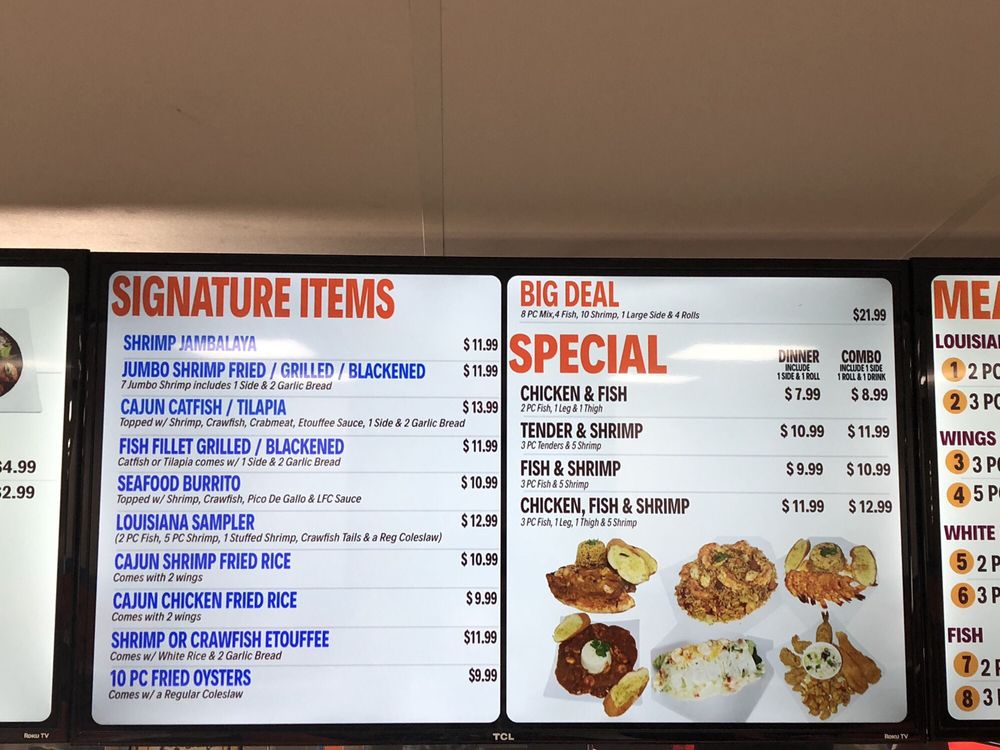 $4.99
$2.99
ROKU TV
SIGNATURE ITEMS
SHRIMP JAMBALAYA $11.99
JUMBO SHRIMP FRIED / GRILLED / BLACKENED $11.99
7 Jumbo Shrimp includes 1 Side & 2 Garlic Bread
CAJUN CATFISH / TILAPIA $13.99
Topped w/ Shrimp, Crawfish, Crabmeat, Etouffee Sauce, 1 Side & 2 Garlic Bread
FISH FILLET GRILLED / BLACKENED $11.99
Catfish or Tilapia comes w/ 1 Side & 2 Garlic Bread
SEAFOOD BURRITO $10.99
Topped w/ Shrimp, Crawfish, Pico De Gallo & LFC Sauce
LOUISIANA SAMPLER $12.99
(2 PC Fish, 5 PC Shrimp, 1 Stuffed Shrimp, Crawfish Tails & a Reg Coleslaw)
CAJUN SHRIMP FRIED RICE $10.99
Comes with 2 wings
CAJUN CHICKEN FRIED RICE $9.99
Comes with 2 wings
SHRIMP OR CRAWFISH ETOUFFEE $11.99
Comes w/ White Rice & 2 Garlic Bread
10 PC FRIED OYSTERS $9.99
Comes w/ a Regular Coleslaw
BIG DEAL
8 PC Mix,4 Fish, 10 Shrimp, 1 Large Side & 4 Rolls $21.99
SPECIAL
DINNER COMBO
INCLUDE INCLUDE 1 SIDE
1 SIDE & 1 ROLL 1 ROLL & 1 DRINK
CHICKEN & FISH $7.99 $8.99
2 PC Fish, 1 Leg & 1 Thigh
TENDER & SHRIMP $10.99 $11.99
3 PC Tenders & 5 Shrimp
FISH & SHRIMP $9.99 $10.99
3 PC Fish & 5 Shrimp
CHICKEN, FISH & SHRIMP $11.99 $12.99
3 PC Fish, 1 Leg, 1 Thigh & 5 Shrimp
TCL
ROKU TV
MEA
LOUISIA
1 2 PC
2 3 PC
WINGS
3 3 PC
4 5 PC
WHITE
5 2 P
6 3 P
FISH
7 2 P
8 3